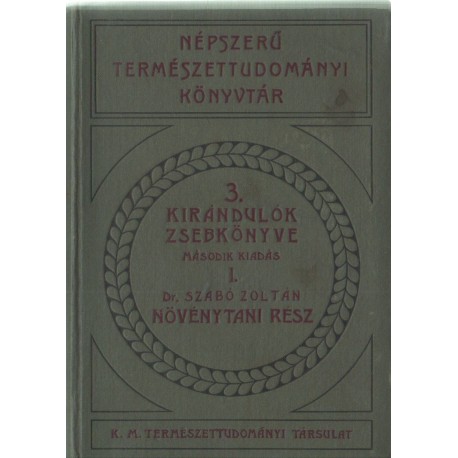 NÉPSZERŰ
TERMÉSZETTUDOMÁNYI
KÖNYVTÁR
3.
KIRÁNDULÓK
ZSEBKÖNYVE
MÁSODIK KIADÁS
I.
Dr. SZABÓ ZOLTÁN
NÖVÉNYTANI RÉSZ
K. M. TERMÉSZETTUDOMÁNYI TÁRSULAT